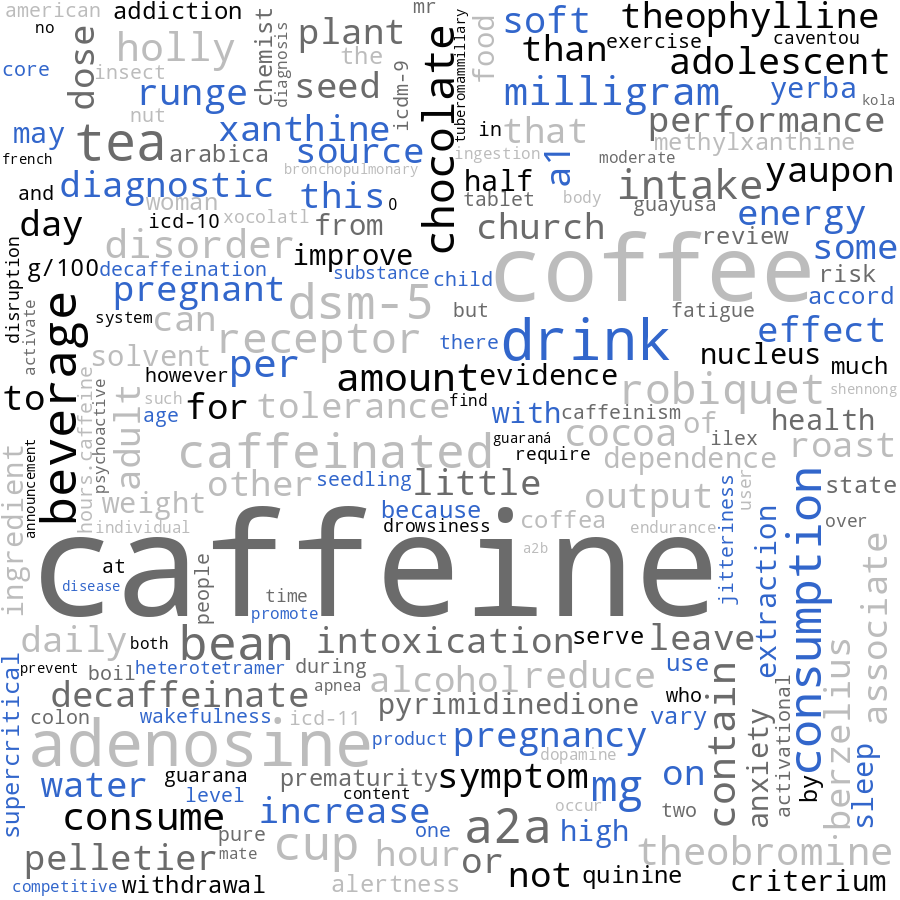 american
addiction
no
mr
chemist
diagnosis
plant
holly
the
dose
core
insect
seed
runge
nut
icdm-9
chocolate
tuberomammillary
food
soft
theophylline
than
exercise
caventou
adolescent
milligram
yerba
kola
may
tea
xanthine
in
that
performance
methylxanthine
french
arabica
source
ingestion
a1
moderate
bronchopulmonary
and
diagnostic
this
half
intake
yaupon
woman
0
tablet
body
guayusa
day
icd-10
xocolatl
from
church
energy
disruption
disorder
improve
coffee
review
some
g/100
decaffeination
substance
child
risk
accord
pregnant
dsm-5
but
fatigue
activate
beverage
system
can
receptor
there
drink
effect
solvent
per
nucleus
however
amount
evidence
much
to
hours.caffeine
psychoactive
adult
such
age
for
tolerance
find
robiquet
shennong
with
caffeinism
of
health
caffeinated
guaraná
cocoa
ilex
roast
announcement
require
dependence
ingredient
other
seedling
little
output
user
consumption
state
weight
because
individual
drowsiness
coffea
endurance
jitteriness
extraction
over
caffeine
a2b
associate
at
disease
people
time
promote
daily
both
bean
intoxication
serve
leave
prevent
boil
heterotetramer
during
use
supercritical
decaffeinate
apnea
alcohol
reduce
who
contain
berzelius
pyrimidinedione
colon
wakefulness
icd-11
vary
anxiety
activational
adenosine
product
pregnancy
dopamine
water
guarana
prematurity
symptom
mg
on
by
sleep
level
content
consume
increase
occur
two
pure
one
a2a
high
pelletier
mate
cup
hour
or
theobromine
competitive
withdrawal
alertness
not
quinine
criterium